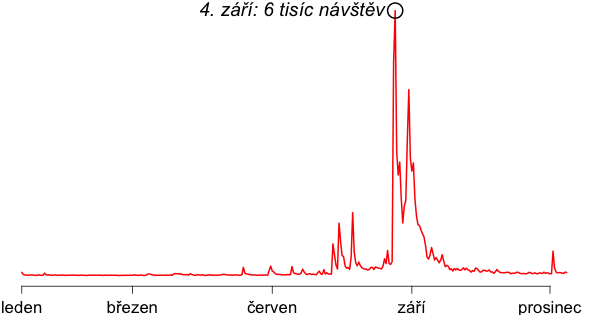 4. září: 6 tisíc návštěv
leden březen červen září prosinec